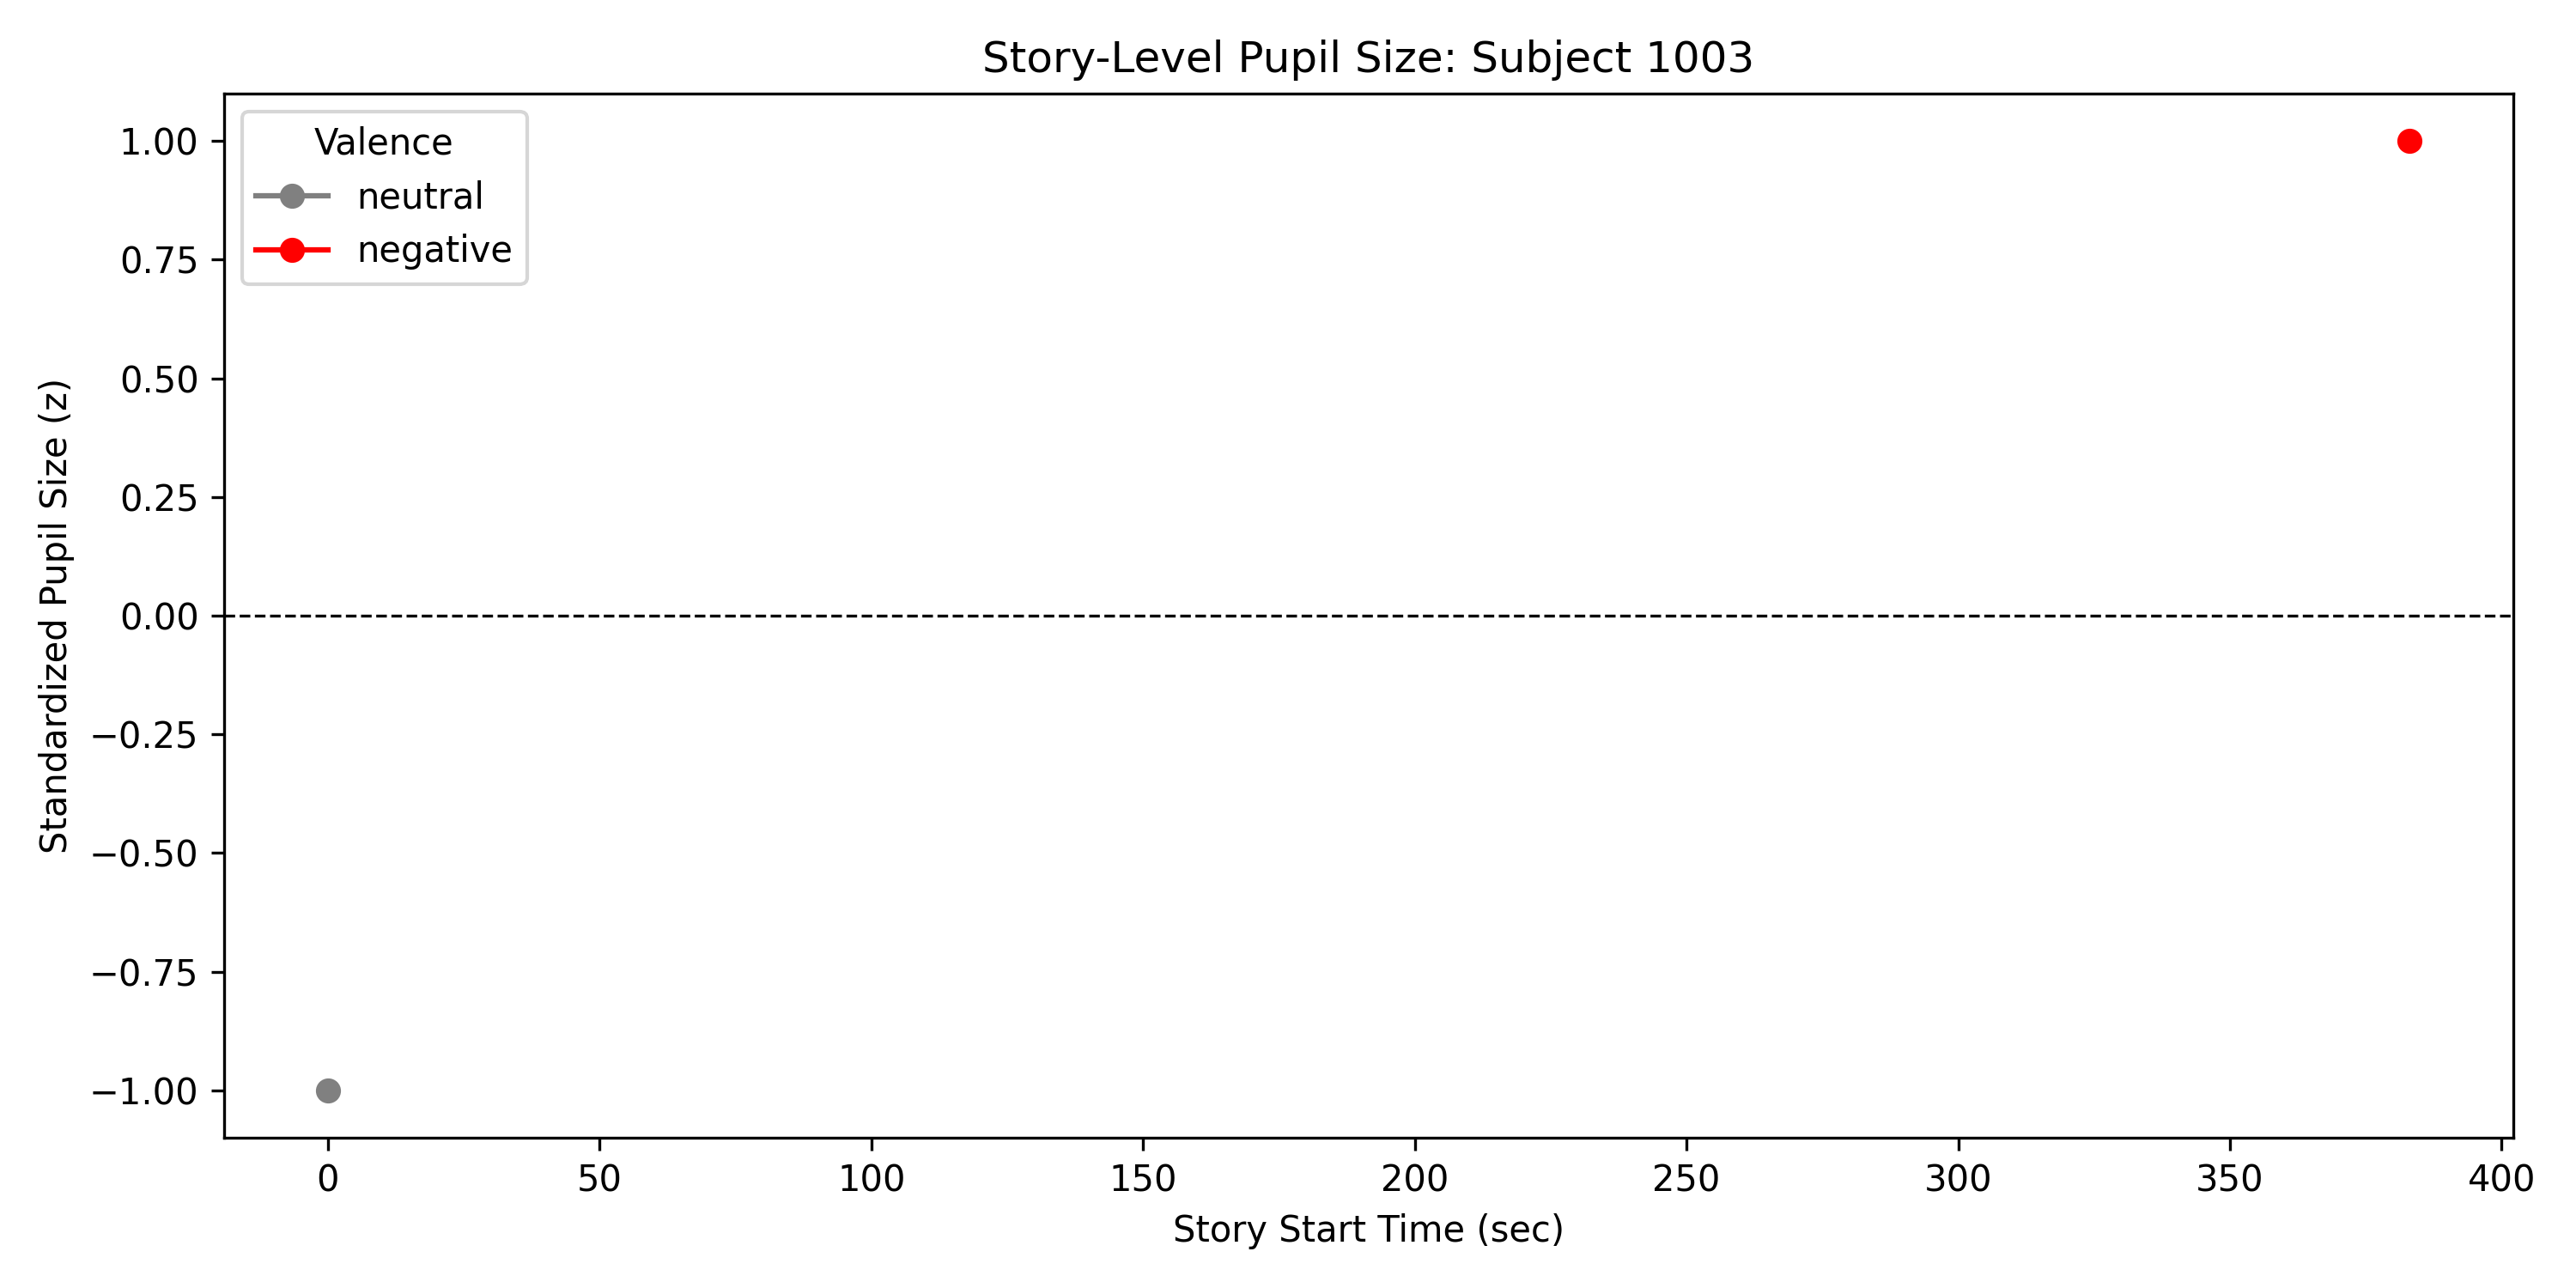 Story-Level Pupil Size: Subject 1003
Valence
neutral
negative
1.00
0.75
0.50
0.25
0.00
−0.25
−0.50
−0.75
−1.00
Standardized Pupil Size (z)
0 50 100 150 200 250 300 350 400
Story Start Time (sec)